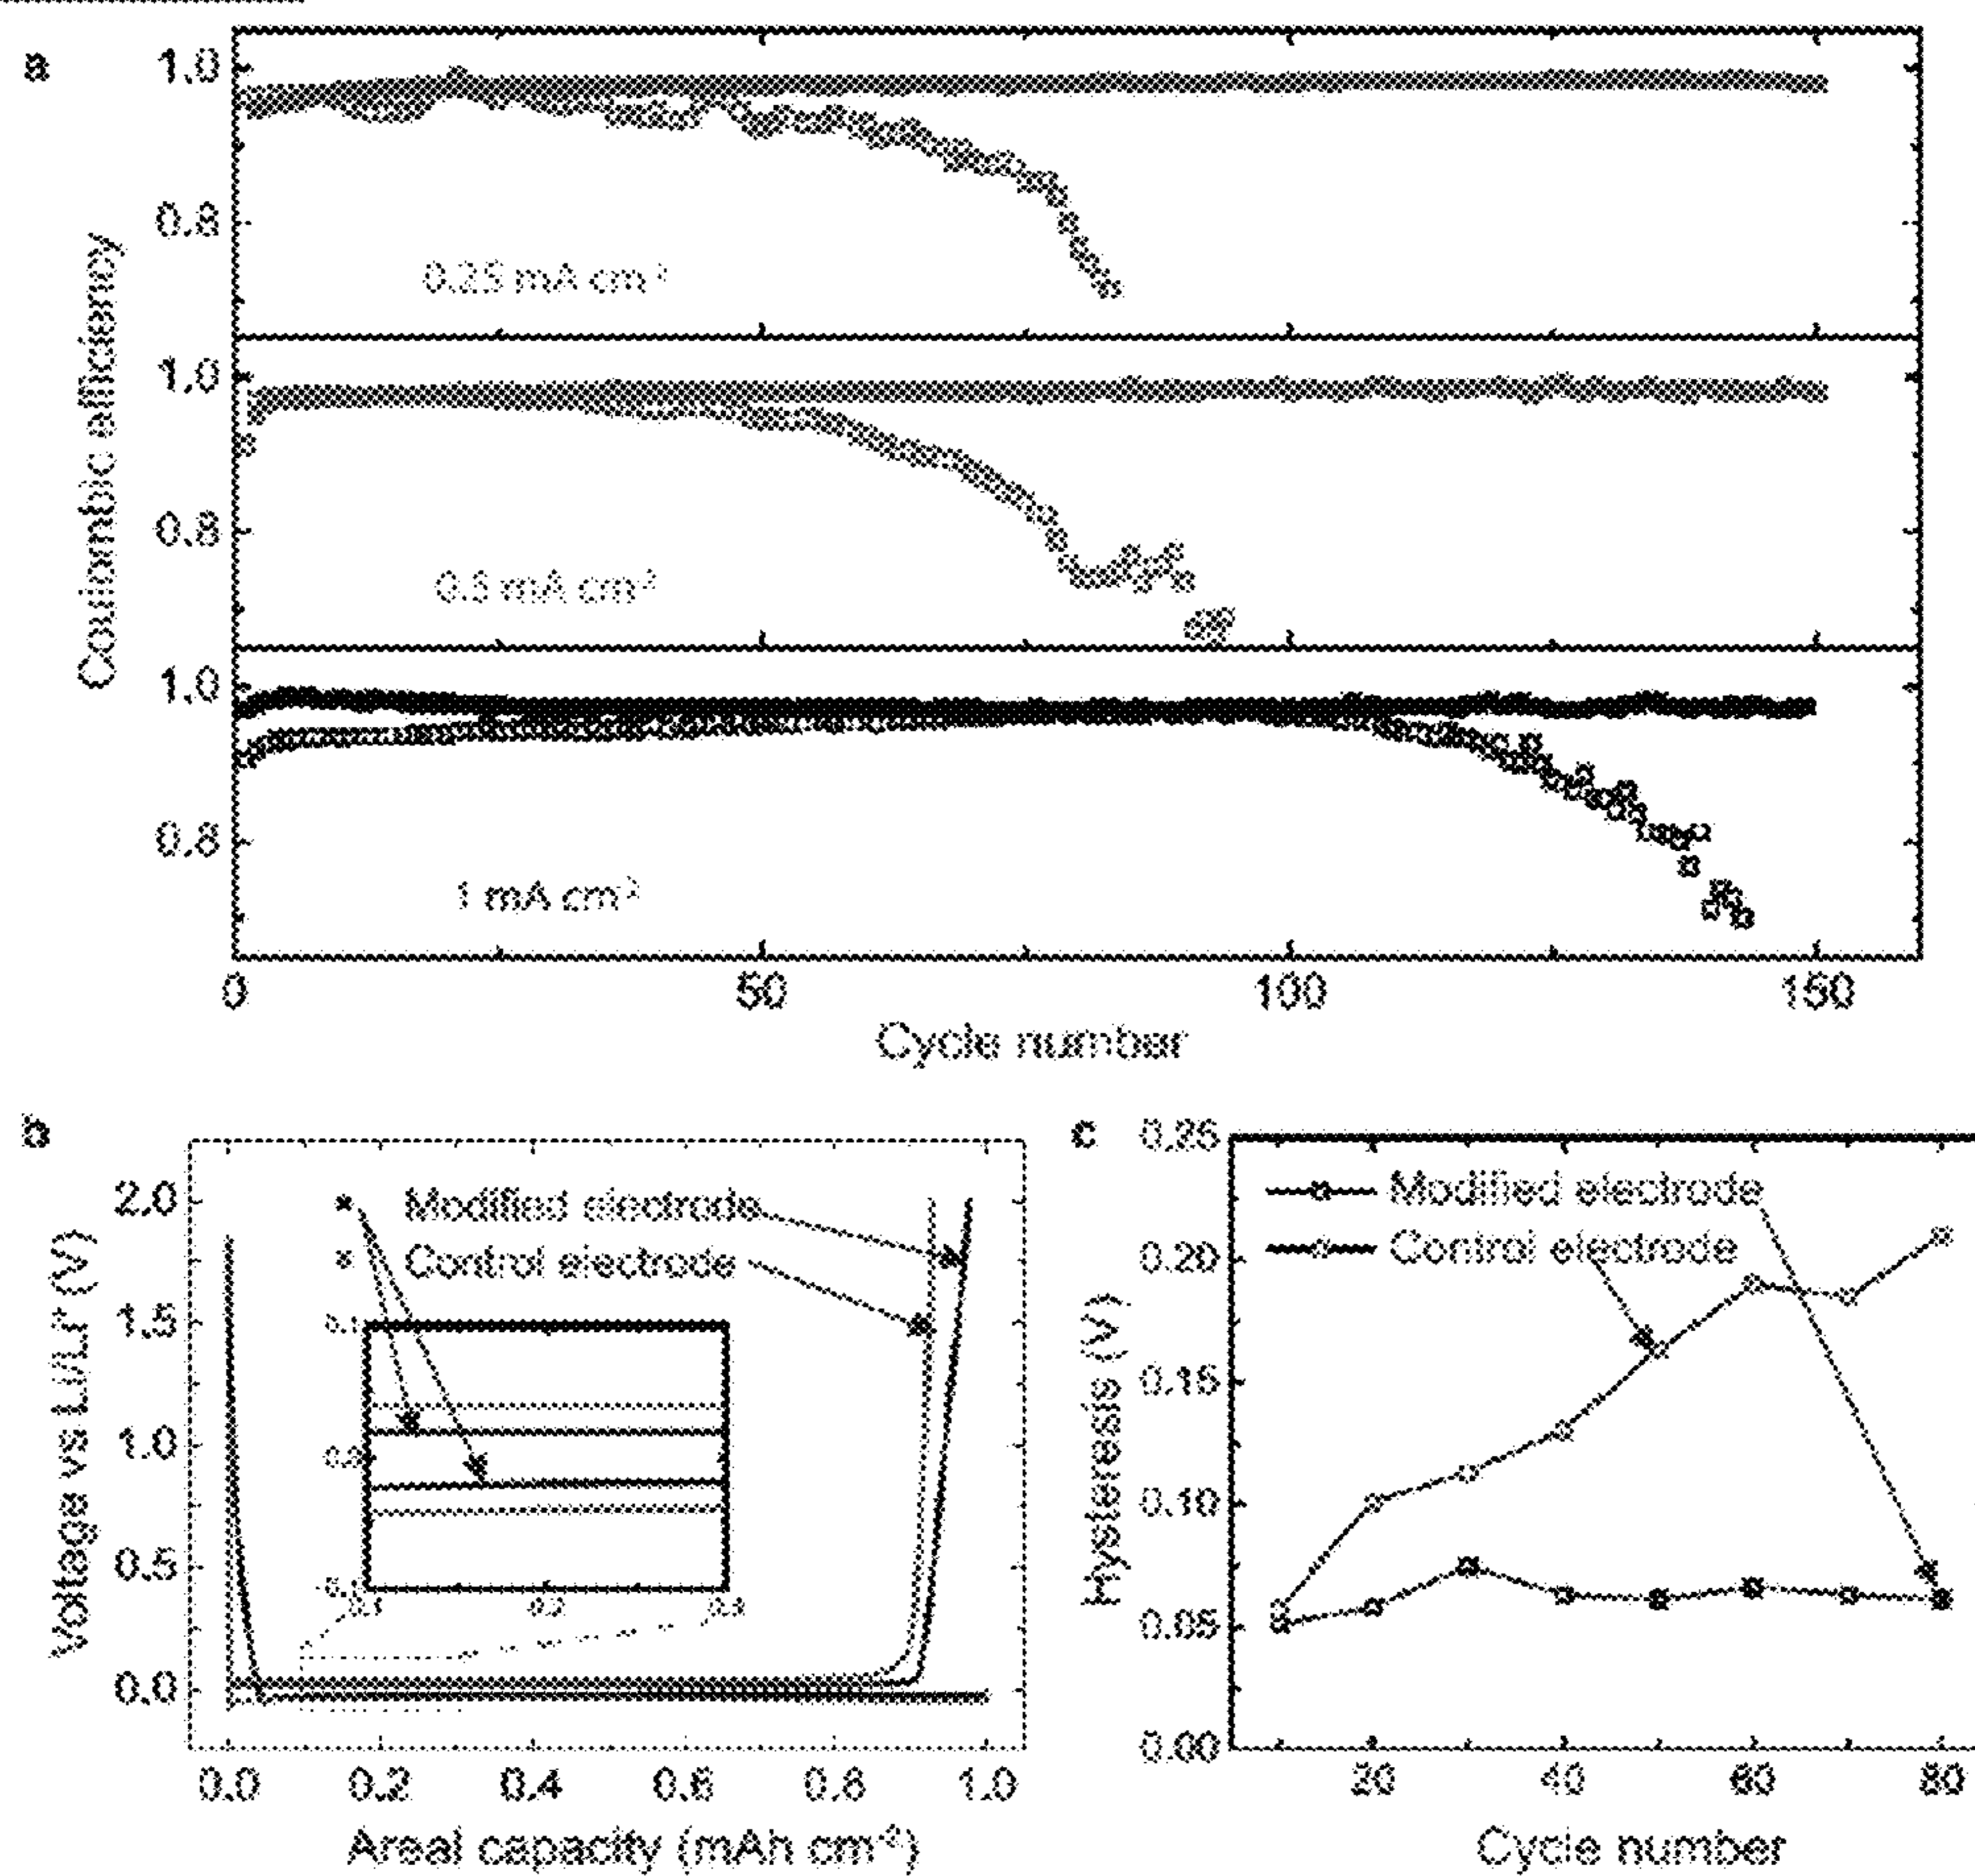 a
1.0
0.8
0.25 mA cm-2
1.0
0.8
0.5 mA cm-2
1.0
0.8
1 mA cm-2
Coulombic efficiency
0 50 100 150
Cycle number
b
2.0
1.5
1.0
0.5
0.0
Voltage vs Li/Li+ (V)
Modified electrode
Control electrode
0.0 0.2 0.4 0.6 0.8 1.0
Areal capacity (mAh cm-2)
c
0.25
0.20
0.15
0.10
0.05
0.00
Hysteresis (V)
Modified electrode
Control electrode
20 40 60 80
Cycle number